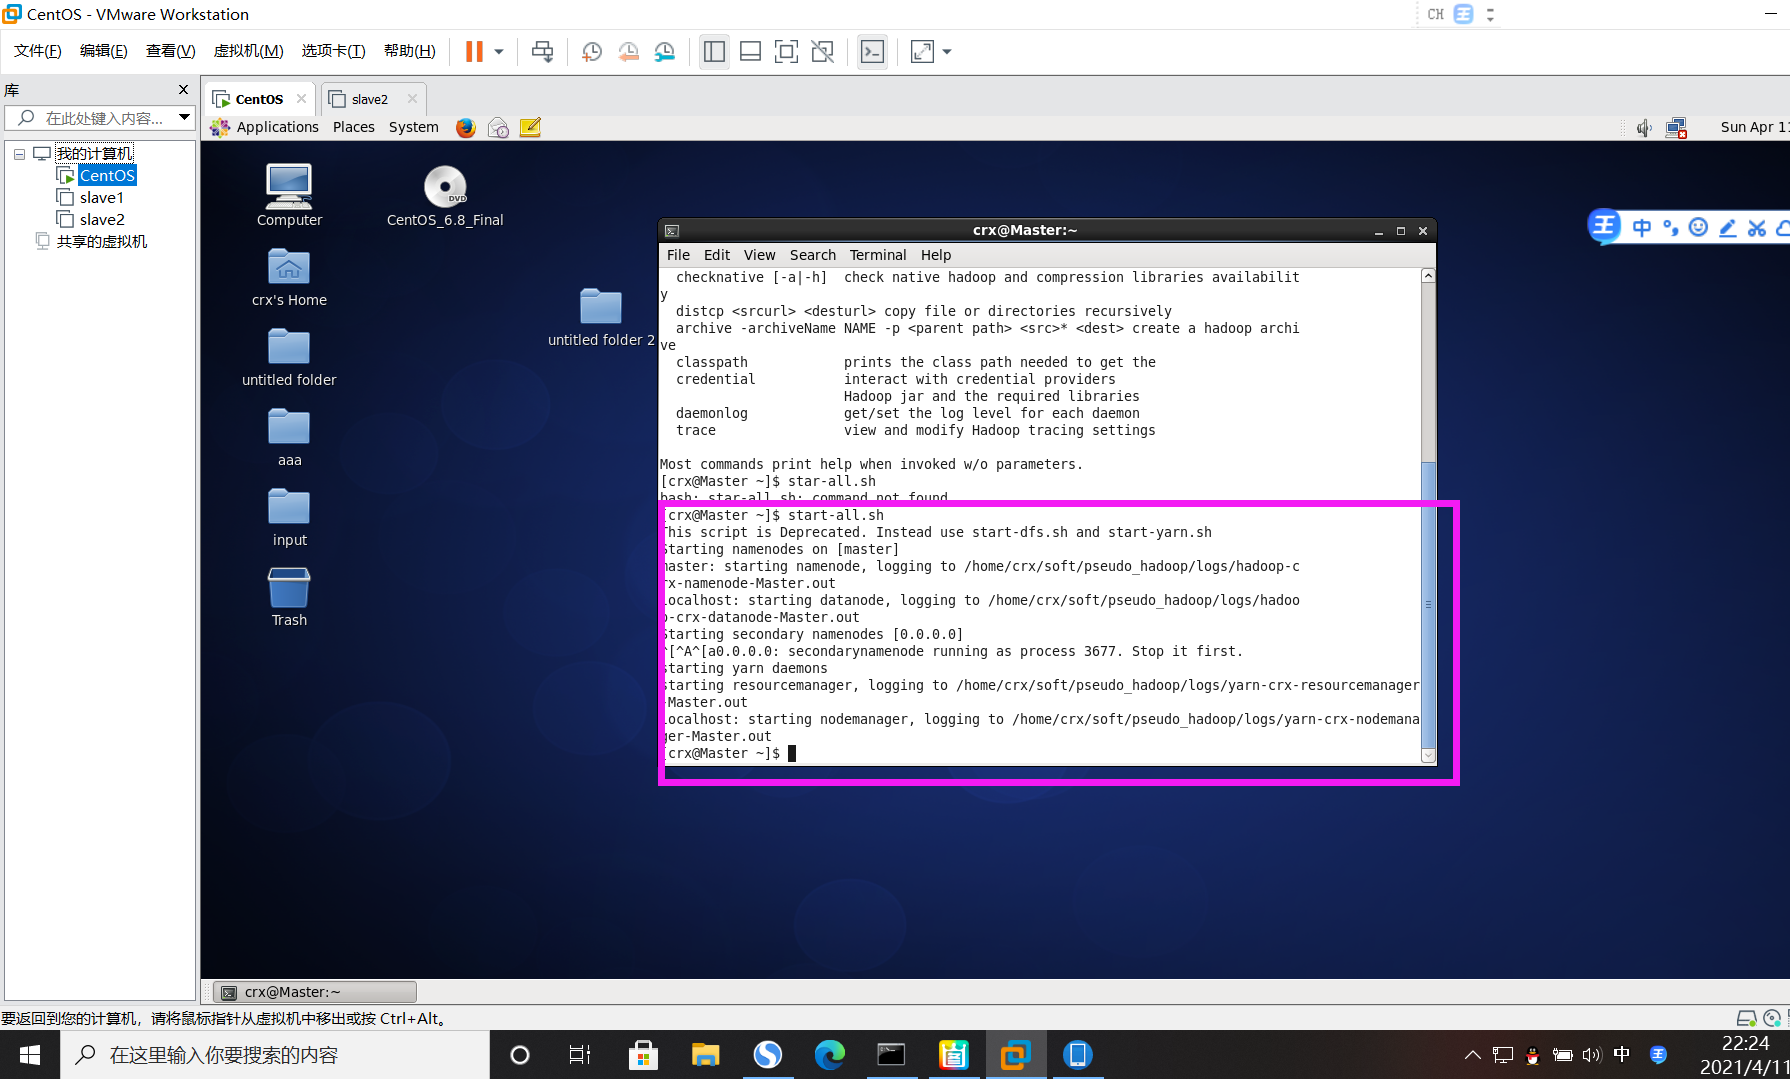 CentOS - VMware Workstation
CH
文件(F) 编辑(E) 查看(V) 虚拟机(M) 选项卡(T) 帮助(H)
库
CentOS slave2
在此处键入内容...
Applications Places System
Sun Apr 11
我的计算机
CentOS
slave1
slave2
共享的虚拟机
Computer
CentOS_6.8_Final
crx's Home
untitled folder 2
untitled folder
aaa
input
Trash
王 中
crx@Master:~
File Edit View Search Terminal Help
checknative [-a|-h] check native hadoop and compression libraries availabilit
y
distcp <srcurl> <desturl> copy file or directories recursively
archive -archiveName NAME -p <parent path> <src>* <dest> create a hadoop archi
ve
classpath prints the class path needed to get the
credential interact with credential providers
Hadoop jar and the required libraries
daemonlog get/set the log level for each daemon
trace view and modify Hadoop tracing settings
Most commands print help when invoked w/o parameters.
[crx@Master ~]$ star-all.sh
bash: star-all.sh: command not found
[crx@Master ~]$ start-all.sh
This script is Deprecated. Instead use start-dfs.sh and start-yarn.sh
Starting namenodes on [master]
master: starting namenode, logging to /home/crx/soft/pseudo_hadoop/logs/hadoop-c
rx-namenode-Master.out
localhost: starting datanode, logging to /home/crx/soft/pseudo_hadoop/logs/hadoo
p-crx-datanode-Master.out
Starting secondary namenodes [0.0.0.0]
^[^A^[a0.0.0.0: secondarynamenode running as process 3677. Stop it first.
starting yarn daemons
starting resourcemanager, logging to /home/crx/soft/pseudo_hadoop/logs/yarn-crx-resourcemanager
-Master.out
localhost: starting nodemanager, logging to /home/crx/soft/pseudo_hadoop/logs/yarn-crx-nodemana
ger-Master.out
[crx@Master ~]$
crx@Master:~
要返回到您的计算机，请将鼠标指针从虚拟机中移出或按 Ctrl+Alt。
在这里输入你要搜索的内容
中 王
22:24
2021/4/11